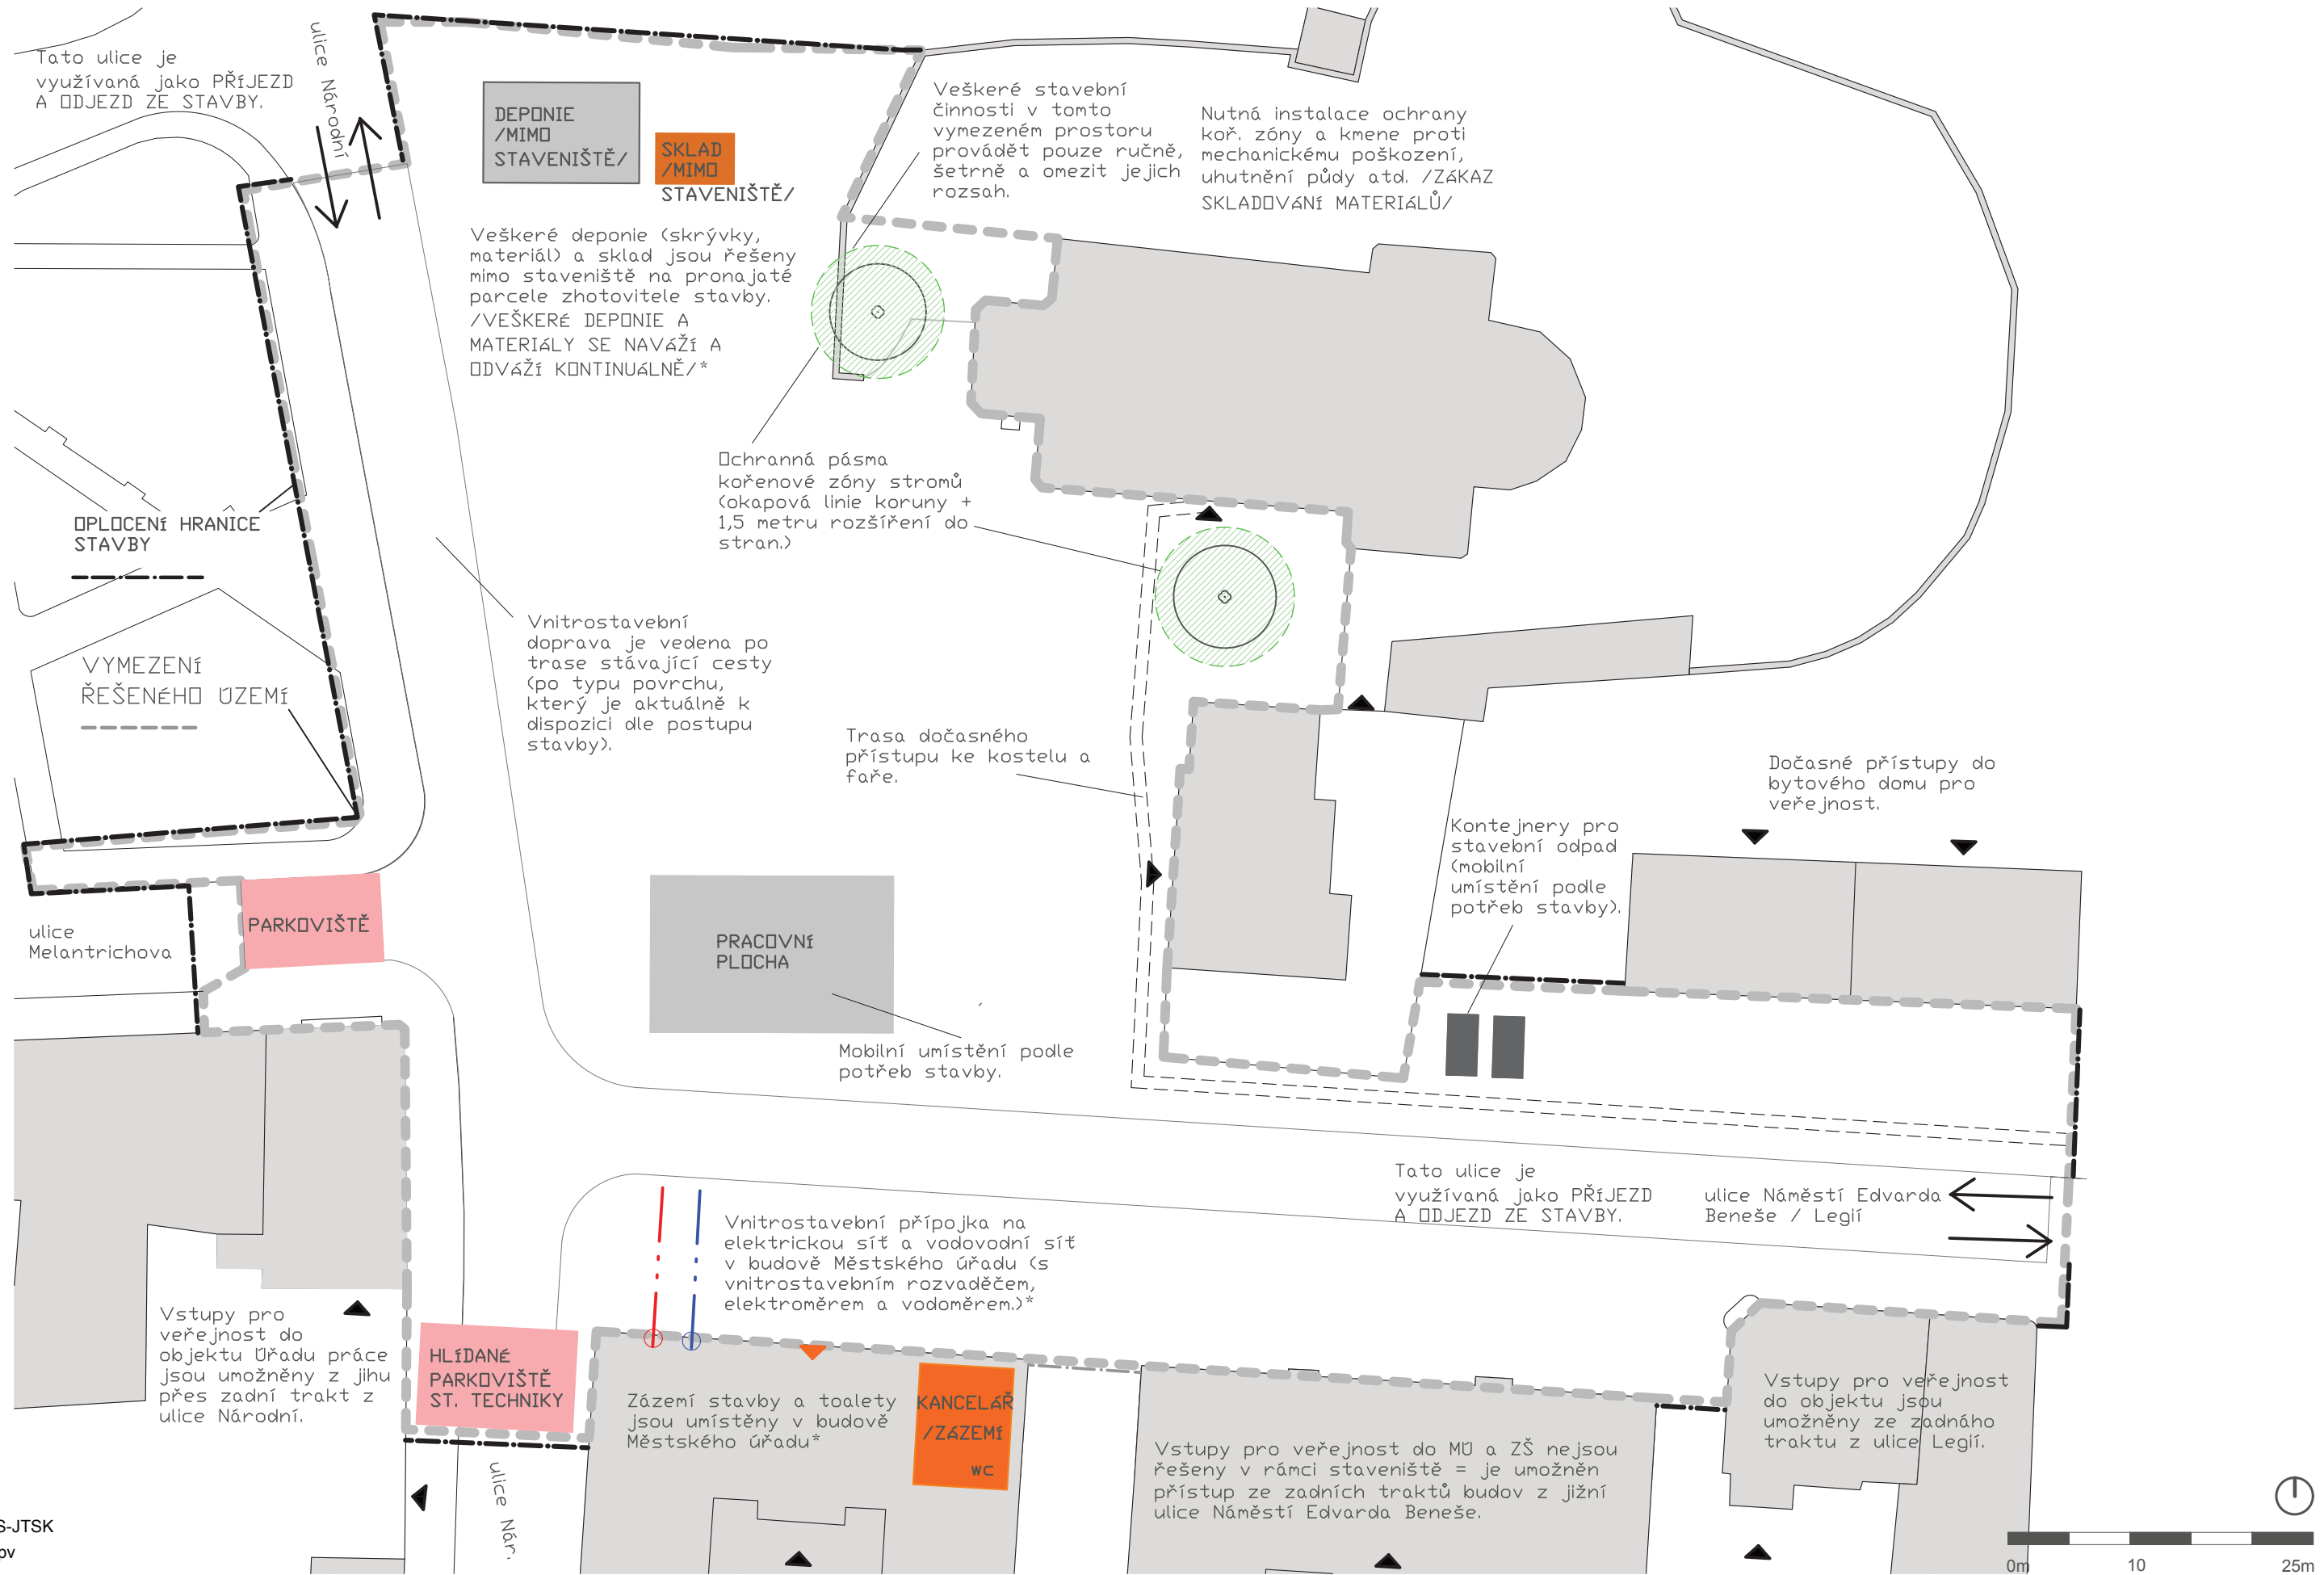 Tato ulice je
využívaná jako PŘÍJEZD
A ODJEZD ZE STAVBY.
ulice Národní
DEPONIE
/MIMO
STAVENIŠTĚ/
SKLAD
/MIMO
STAVENIŠTĚ/
Veškeré stavební
činnosti v tomto
vymezeném prostoru
provádět pouze ručně,
šetrně a omezit jejich
rozsah.
Nutná instalace ochrany
koř. zóny a kmene proti
mechanickému poškození,
uhutnění půdy atd. /ZÁKAZ
SKLADOVÁNÍ MATERIÁLŮ/
Veškeré deponie (skrývky,
materiál) a sklad jsou řešeny
mimo staveniště na pronajaté
parcele zhotovitele stavby.
/VEŠKERÉ DEPONIE A
MATERIÁLY SE NAVÁŽÍ A
ODVÁŽÍ KONTINUÁLNĚ/*
Ochranná pásma
kořenové zóny stromů
(okapová linie koruny +
1,5 metru rozšíření do
stran.)
OPLOCENÍ HRANICE
STAVBY
VYMEZENÍ
ŘEŠENÉHO ÚZEMÍ
Vnitrostavební
doprava je vedena po
trase stávající cesty
(po typu povrchu,
který je aktuálně k
dispozici dle postupu
stavby).
Trasa dočasného
přístupu ke kostelu a
faře.
Dočasné přístupy do
bytového domu pro
veřejnost.
Kontejnery pro
stavební odpad
(mobilní
umístění podle
potřeb stavby).
PARKOVIŠTĚ
ulice
Melantrichova
PRACOVNÍ
PLOCHA
Mobilní umístění podle
potřeb stavby.
Tato ulice je
využívaná jako PŘÍJEZD
A ODJEZD ZE STAVBY.
ulice Náměstí Edvarda
Beneše / Legií
Vnitrostavební přípojka na
elektrickou síť a vodovodní síť
v budově Městského úřadu (s
vnitrostavebním rozvaděčem,
elektroměrem a vodoměrem.)*
Vstupy pro
veřejnost do
objektu Úřadu práce
jsou umožněny z jihu
přes zadní trakt z
ulice Národní.
HLÍDANÉ
PARKOVIŠTĚ
ST. TECHNIKY
Zázemí stavby a toalety
jsou umístěny v budově
Městského úřadu*
KANCELÁŘ
/ZÁZEMÍ
WC
Vstupy pro veřejnost do MÚ a ZŠ nejsou
řešeny v rámci staveniště = je umožněn
přístup ze zadních traktů budov z jižní
ulice Náměstí Edvarda Beneše.
Vstupy pro veřejnost
do objektu jsou
umožněny ze zadného
traktu z ulice Legií.
ulice Nár.
S-JTSK
ov
0m 10 25m